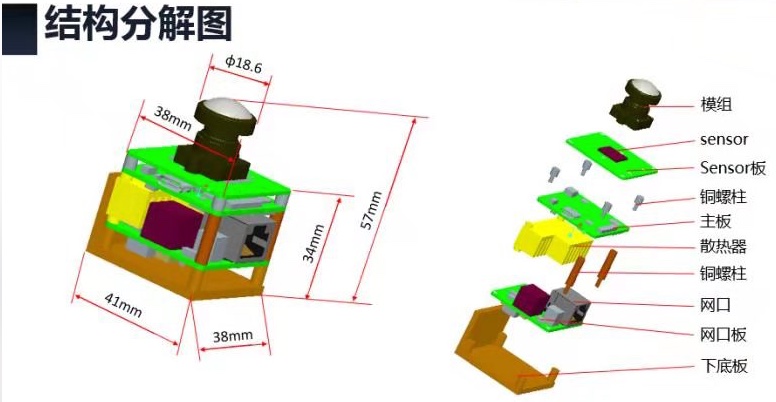 结构分解图
ф18.6
38mm
57mm
34mm
41mm
38mm
模组
sensor
Sensor板
铜螺柱
主板
散热器
铜螺柱
网口
网口板
下底板